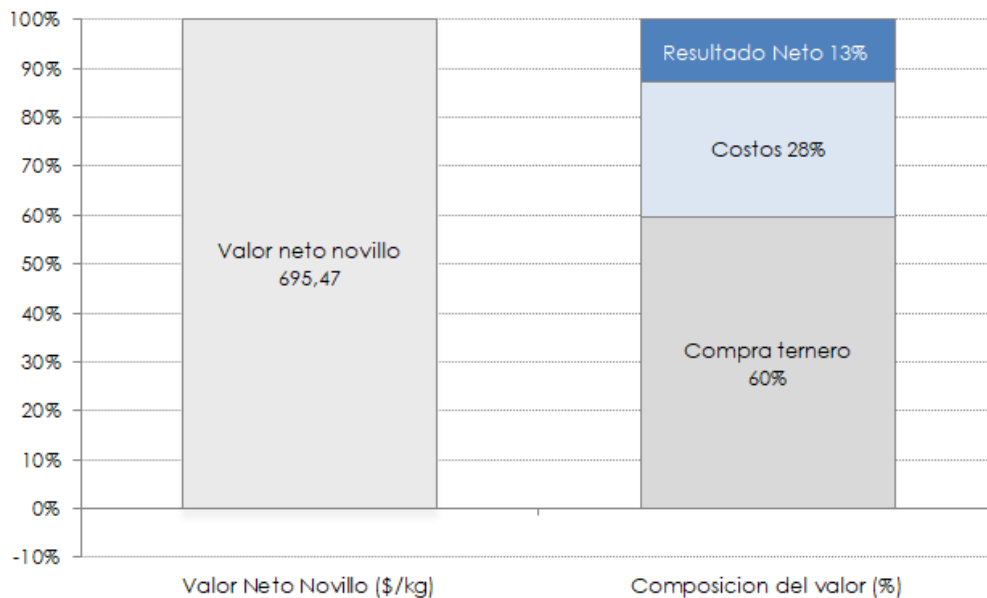 100%
90%
80%
70%
60%
50%
40%
30%
20%
10%
0%
-10%
Valor neto novillo
695,47
Resultado Neto 13%
Costos 28%
Compra ternero
60%
Valor Neto Novillo ($/kg)
Composicion del valor (%)